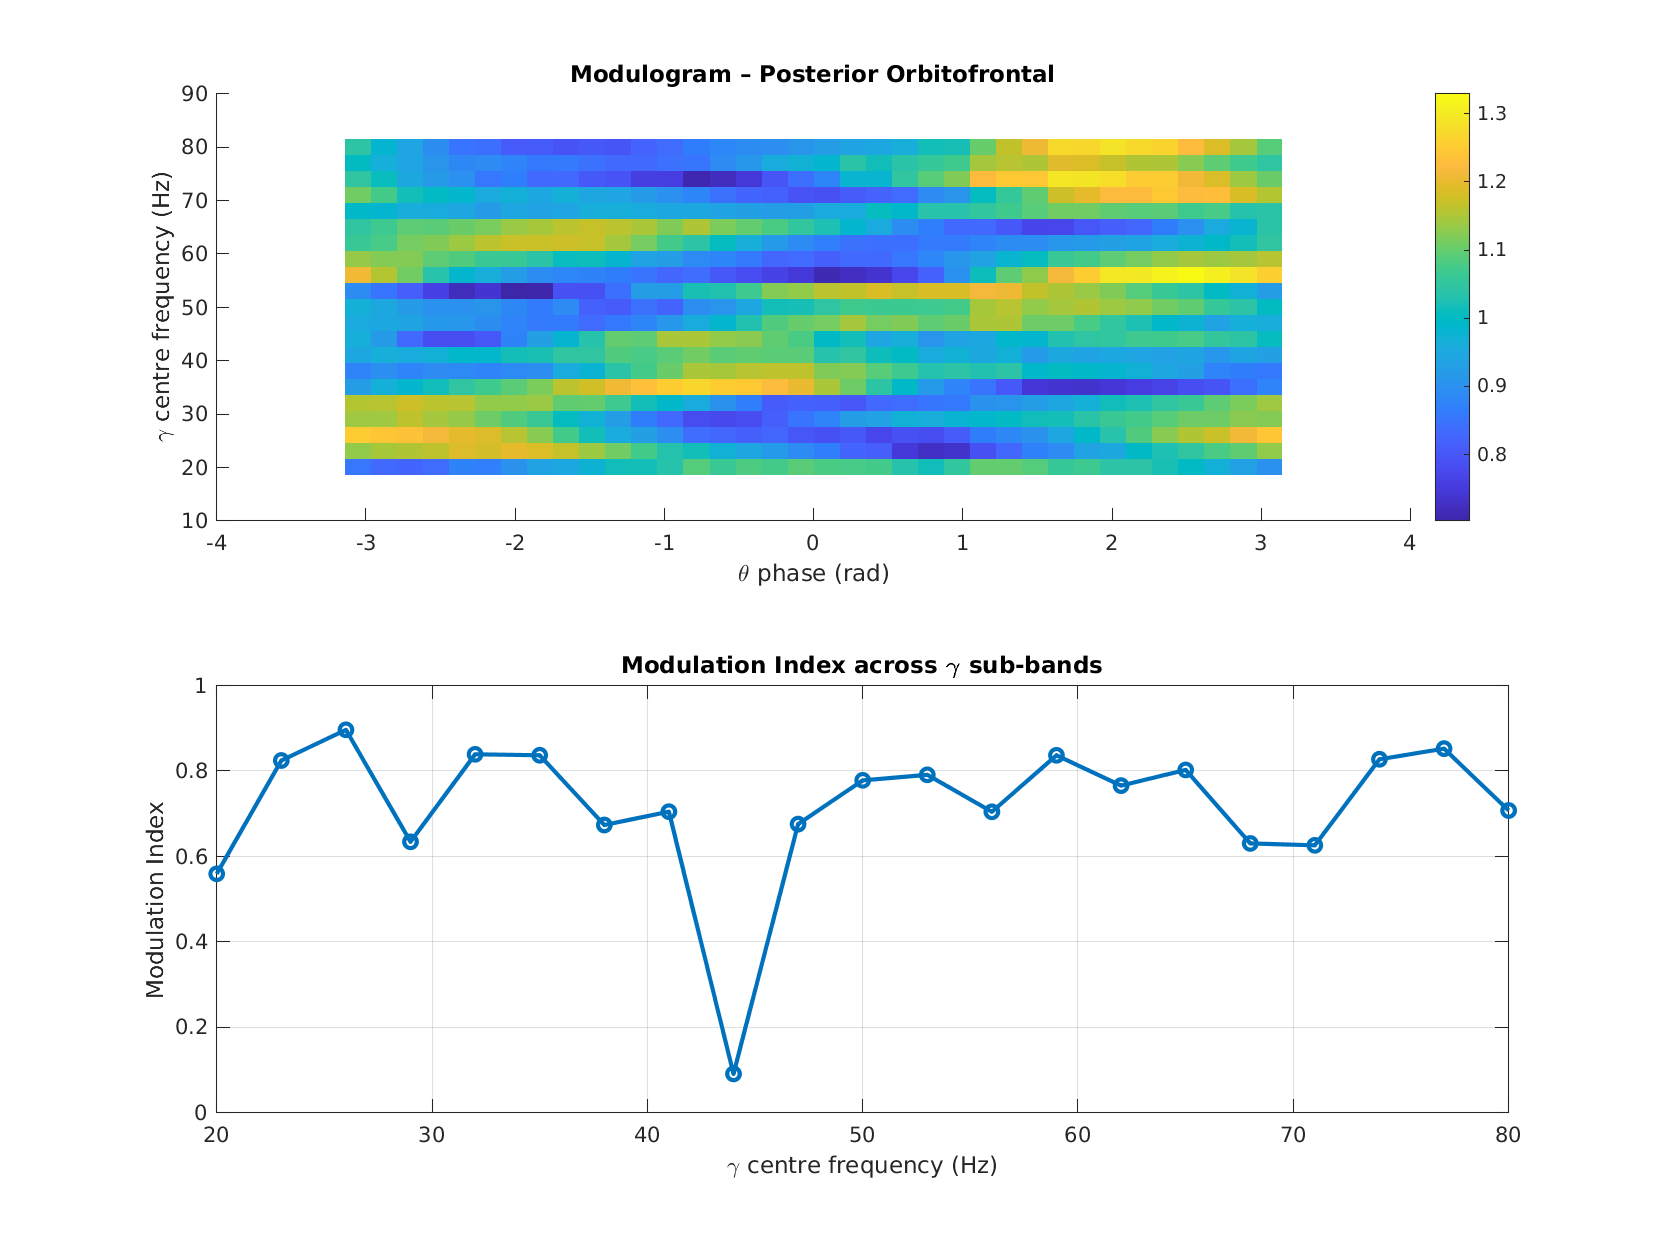 Modulogram – Posterior Orbitofrontal
90
80
70
60
50
40
30
20
10
γ centre frequency (Hz)
-4 -3 -2 -1 0 1 2 3 4
θ phase (rad)
1.3
1.2
1.1
1
0.9
0.8
Modulation Index across γ sub-bands
1
0.8
0.6
0.4
0.2
0
Modulation Index
20 30 40 50 60 70 80
γ centre frequency (Hz)